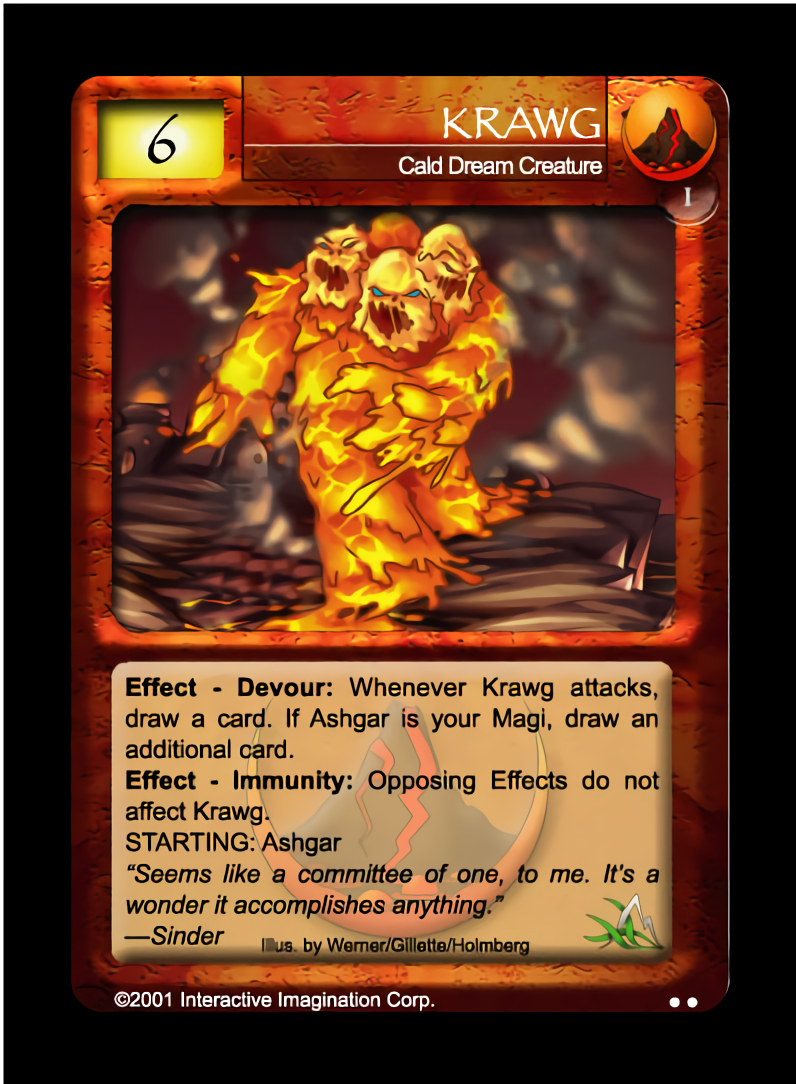 6
KRAWG
Cald Dream Creature
I
Effect - Devour: Whenever Krawg attacks,
draw a card. If Ashgar is your Magi, draw an
additional card.
Effect - Immunity: Opposing Effects do not
affect Krawg.
STARTING: Ashgar
“Seems like a committee of one, to me. It's a
wonder it accomplishes anything.”
—Sinder
Illus. by Werner/Gillette/Holmberg
©2001 Interactive Imagination Corp.